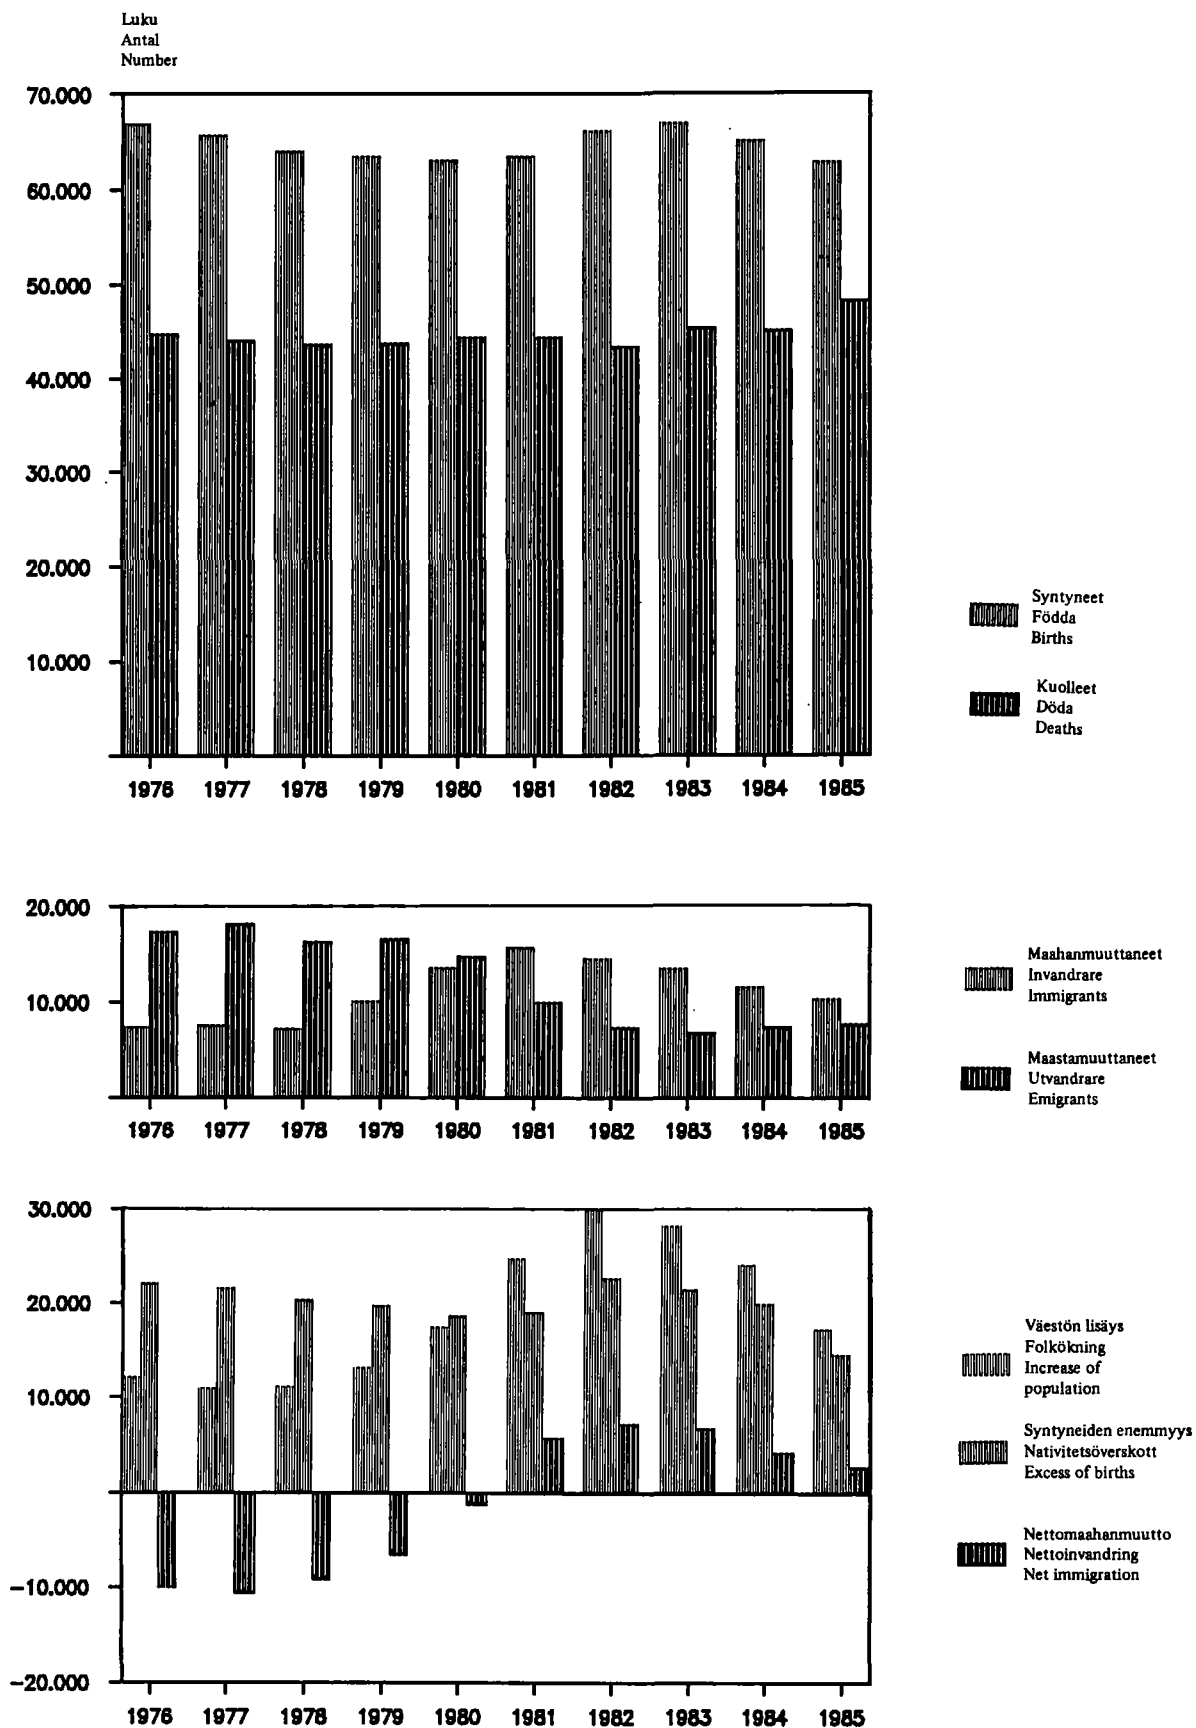 Luku
Antal
Number
70.000
60.000
50.000
40.000
30.000
20.000
10.000
1976 1977 1978 1979 1980 1981 1982 1983 1984 1985
Syntyneet
Födda
Births
Kuolleet
Döda
Deaths
20.000
10.000
1976 1977 1978 1979 1980 1981 1982 1983 1984 1985
Maahanmuuttaneet
Invandrare
Immigrants
Maastamuuttaneet
Utvandrare
Emigrants
30.000
20.000
10.000
-10.000
-20.000
1976 1977 1978 1979 1980 1981 1982 1983 1984 1985
Väestön lisäys
Folkökning
Increase of
population
Syntyneiden enemmyys
Nativitetsöverskott
Excess of births
Nettomaahanmuutto
Nettoinvandring
Net immigration